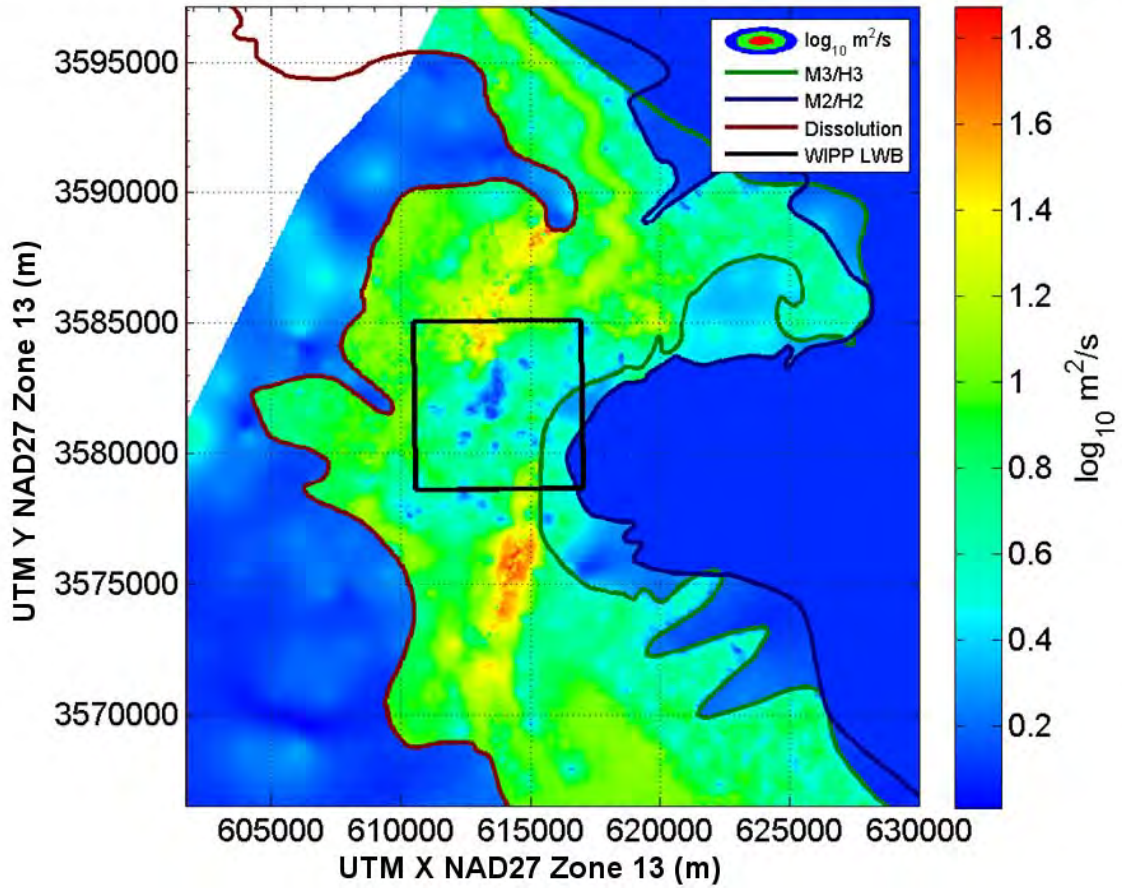 3595000
3590000
3585000
3580000
3575000
3570000
UTM Y NAD27 Zone 13 (m)
605000 610000 615000 620000 625000 630000
UTM X NAD27 Zone 13 (m)
log₁₀ m²/s
M3/H3
M2/H2
Dissolution
WIPP LWB
1.8
1.6
1.4
1.2
1
0.8
0.6
0.4
0.2
log₁₀ m²/s